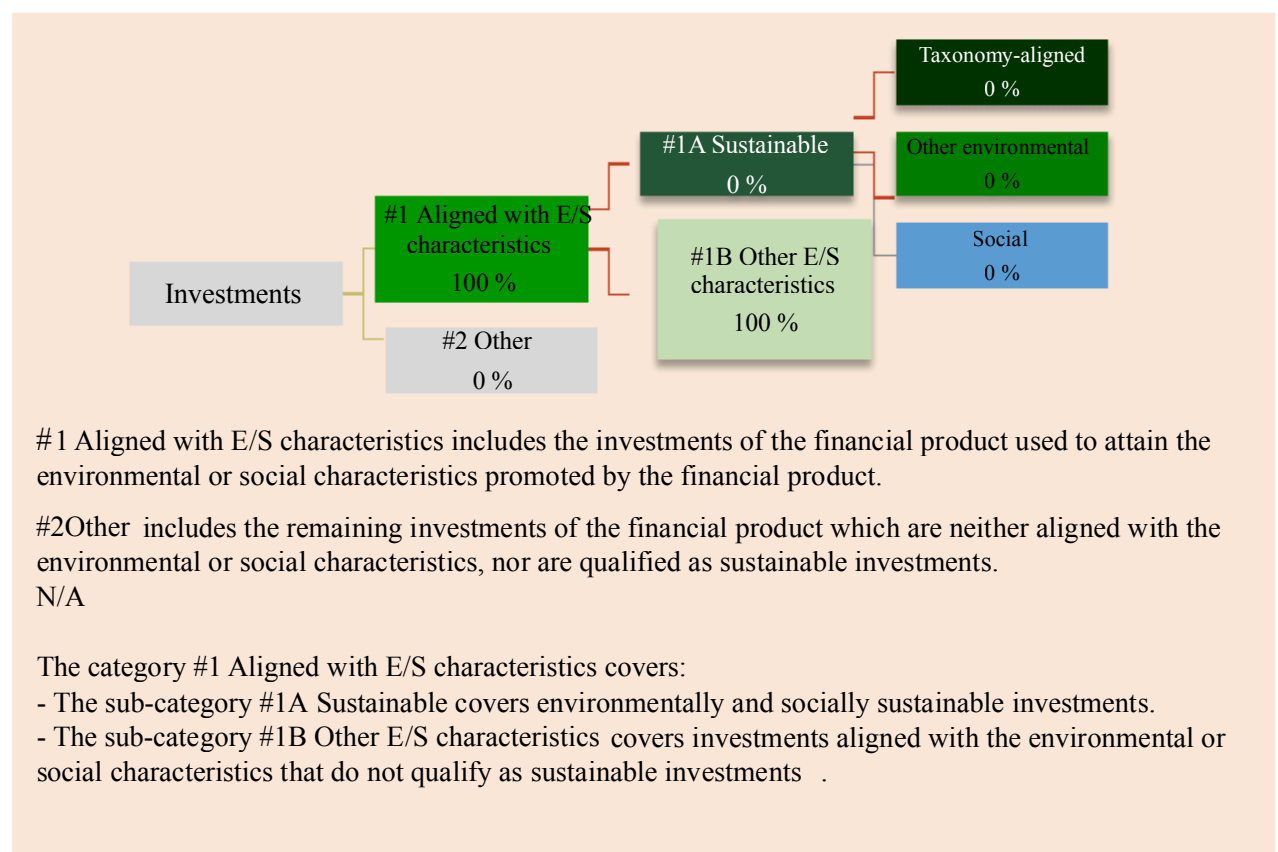 Taxonomy-aligned
0 %
#1A Sustainable
0 %
Other environmental
0 %
#1 Aligned with E/S
characteristics
100 %
#1B Other E/S
characteristics
100 %
Social
0 %
Investments
#2 Other
0 %
#1 Aligned with E/S characteristics includes the investments of the financial product used to attain the
environmental or social characteristics promoted by the financial product.
#2Other includes the remaining investments of the financial product which are neither aligned with the
environmental or social characteristics, nor are qualified as sustainable investments.
N/A
The category #1 Aligned with E/S characteristics covers:
- The sub-category #1A Sustainable covers environmentally and socially sustainable investments.
- The sub-category #1B Other E/S characteristics covers investments aligned with the environmental or
social characteristics that do not qualify as sustainable investments .